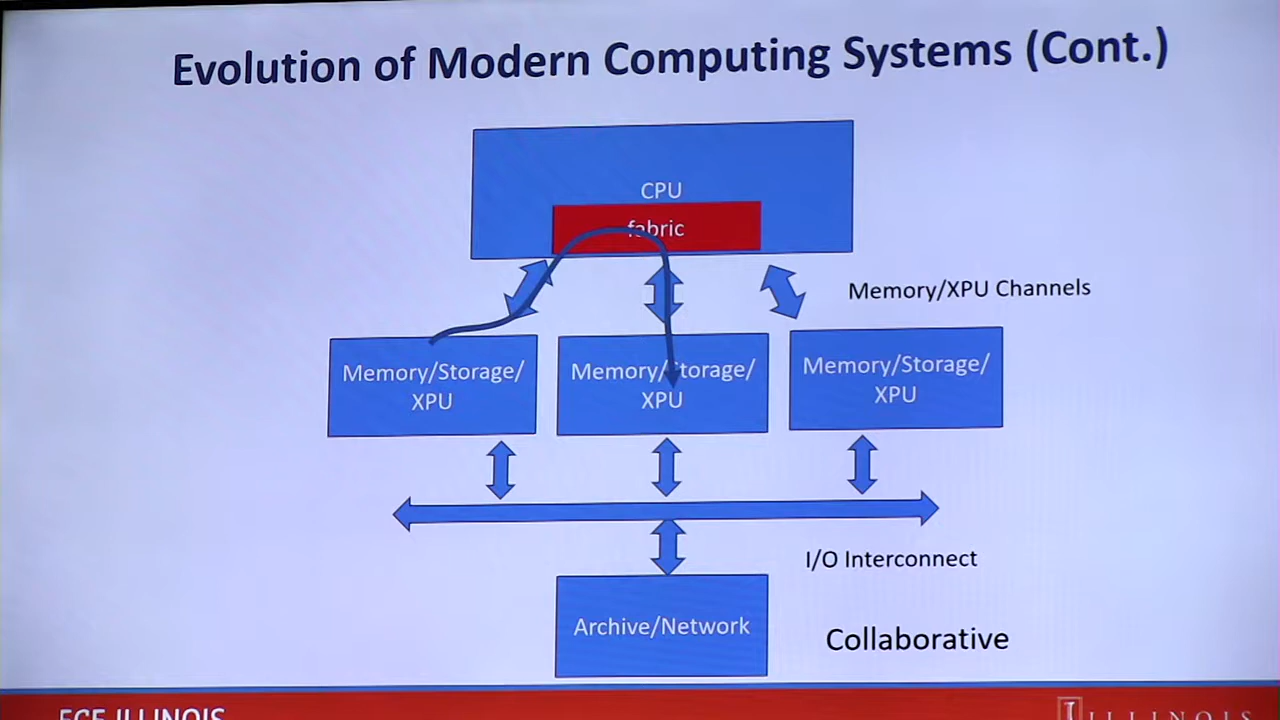 Evolution of Modern Computing Systems (Cont.)
CPU
fabric
Memory/XPU Channels
Memory/Storage/
XPU
Memory/Storage/
XPU
Memory/Storage/
XPU
I/O Interconnect
Archive/Network
Collaborative
ECE ILLINOIS
ILLINOIS